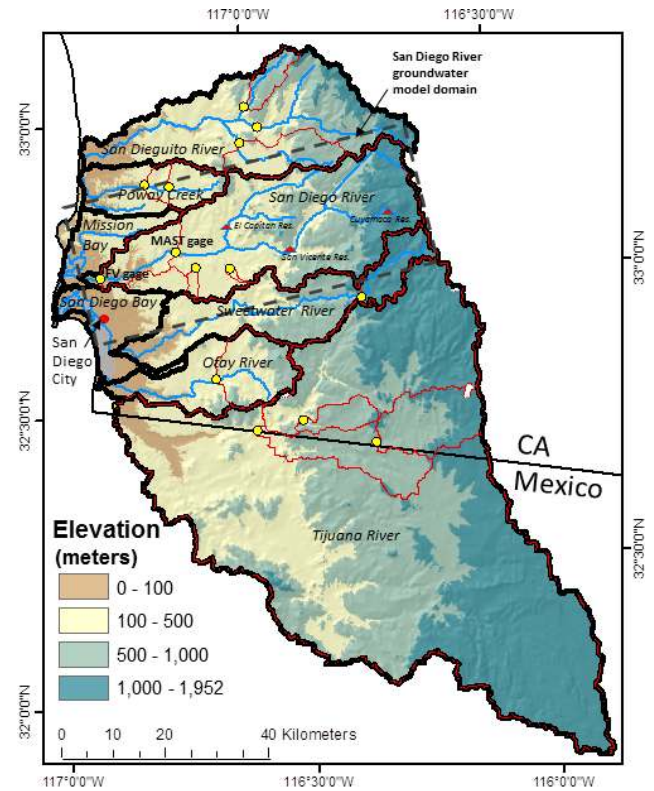 117°0'0"W
116°30'0"W
San Diego River
groundwater
model domain
33°0'0"N
San Dieguito River
Poway Creek
San Diego River
Mission
Bay
El Capitan Res.
Cuyamaca Res.
MAST gage
San Vicente Res.
33°0'0"N
FV gage
San Diego Bay
Sweetwater River
San
Diego
City
Otay River
32°30'0"N
CA
Mexico
Tijuana River
32°30'0"N
Elevation
(meters)
0 - 100
100 - 500
500 - 1,000
1,000 - 1,952
32°0'0"N
32°0'0"N
0 10 20 40 Kilometers
117°0'0"W
116°30'0"W
116°0'0"W